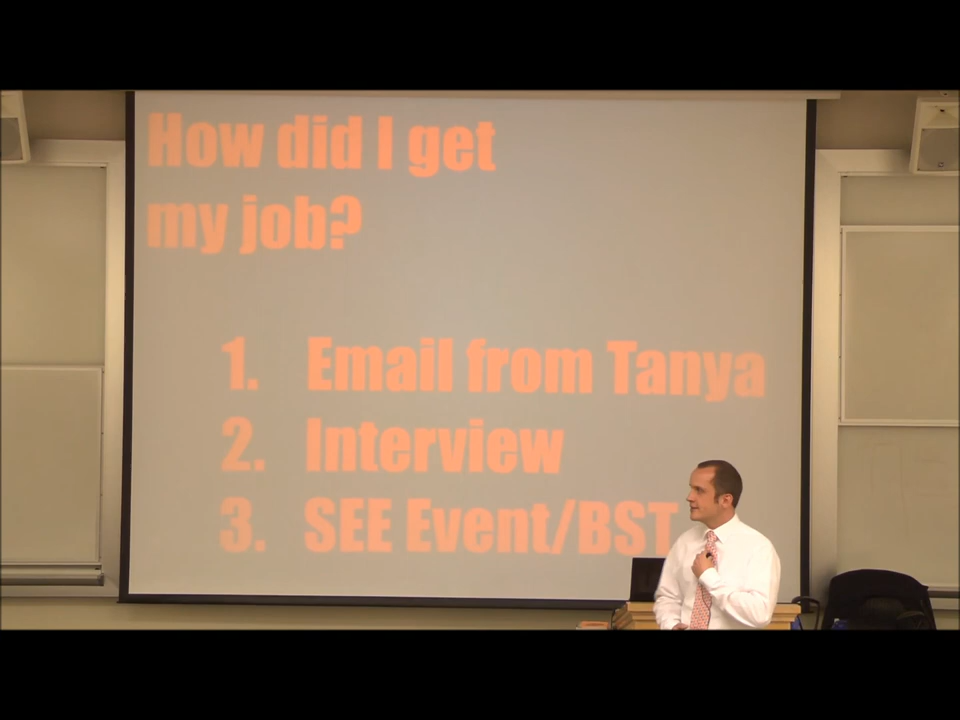 How did I get
my job?
1. Email from Tanya
2. Interview
3. SEE Event/BST